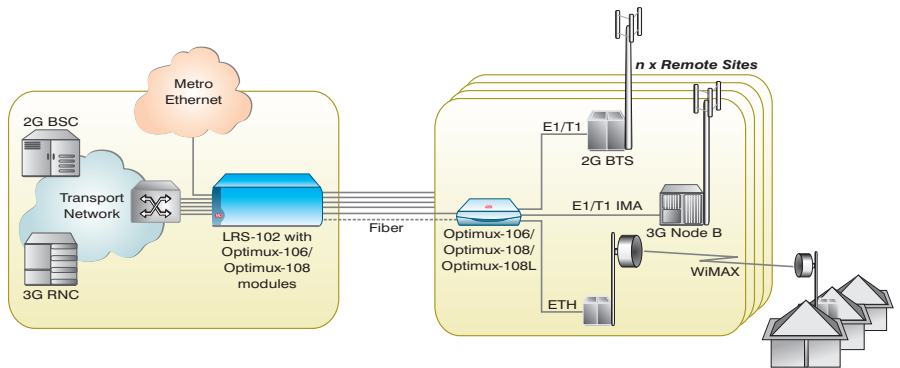 n x Remote Sites
Metro
Ethernet
2G BSC
E1/T1
2G BTS
Transport
Network
E1/T1 IMA
3G Node B
Fiber
LRS-102 with
Optimux-106/
Optimux-108
modules
Optimux-106/
Optimux-108/
Optimux-108L
WiMAX
3G RNC
ETH